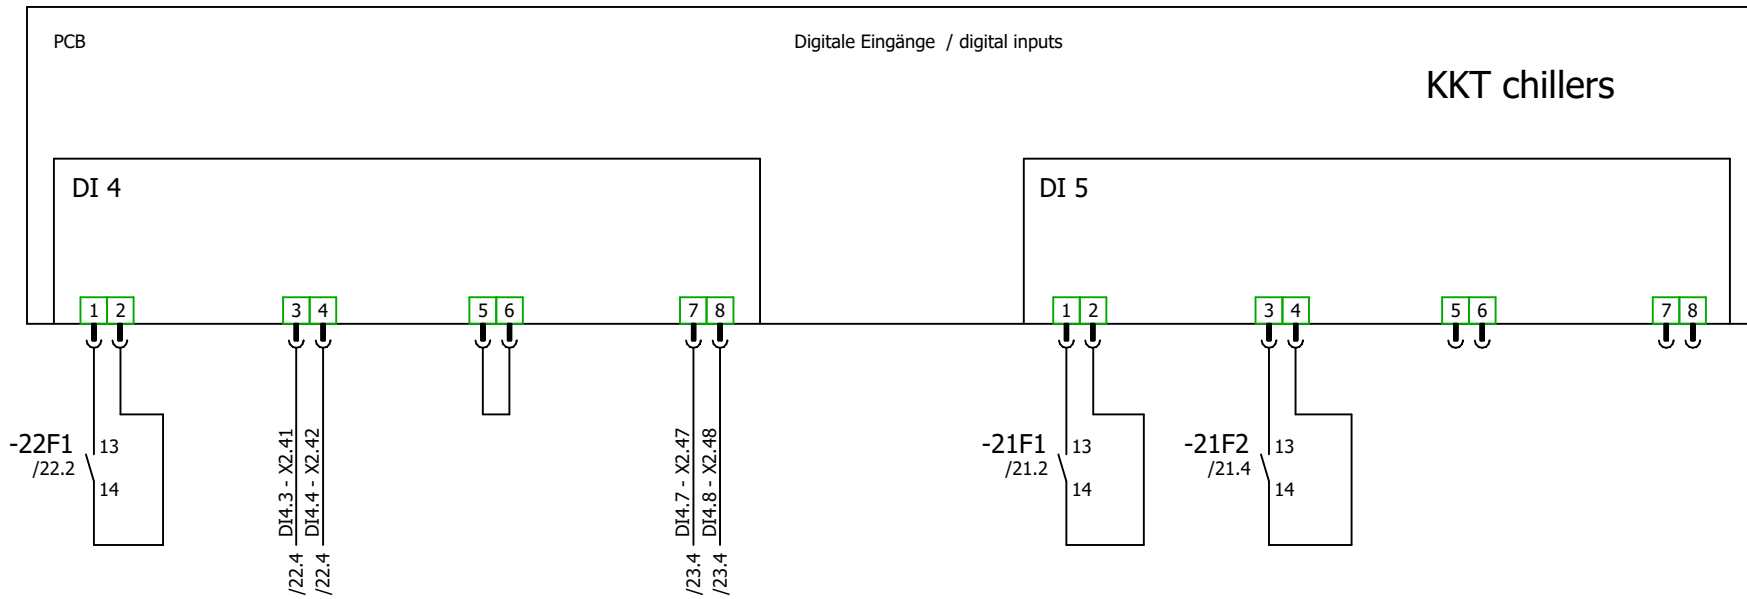 PCB
Digitale Eingänge / digital inputs
KKT chillers
DI 4
DI 5
1 2
3 4
5 6
7 8
1 2
3 4
5 6
7 8
-22F1
/22.2
13
14
DI4.3 - X2.41
/22.4
DI4.4 - X2.42
/22.4
DI4.7 - X2.47
/23.4
DI4.8 - X2.48
/23.4
-21F1
/21.2
13
14
-21F2
/21.4
13
14